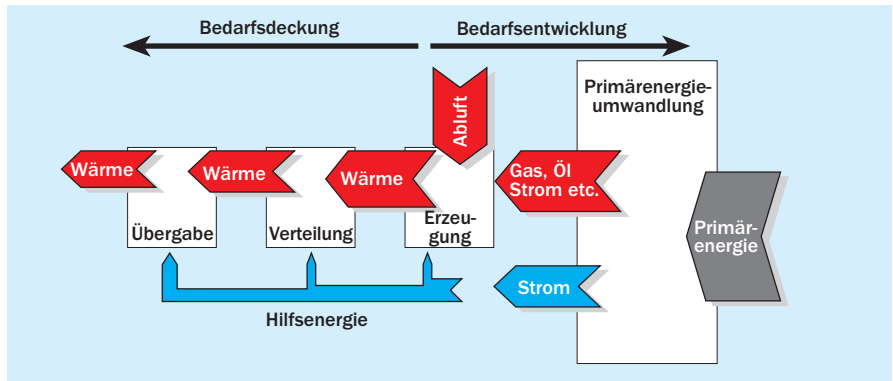 Bedarfsdeckung
Bedarfsentwicklung
Primärenergie-
umwandlung
Abluft
Wärme
Wärme
Wärme
Gas, Öl
Strom etc.
Übergabe
Verteilung
Erzeu-
gung
Primär-
energie
Strom
Hilfsenergie